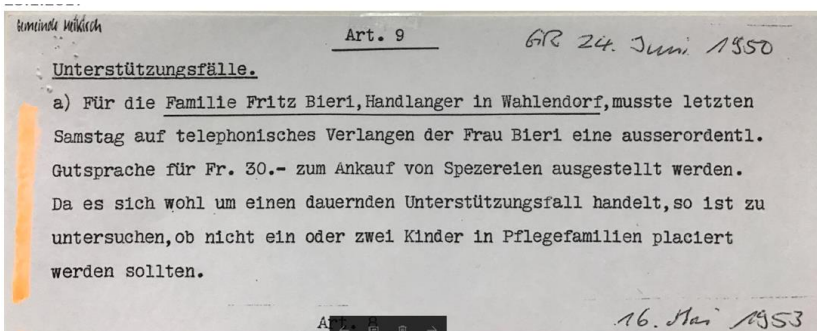 Gemeinde Meikirch
Art. 9
GR 24. Juni 1950
Unterstützungsfälle.
a) Für die Familie Fritz Bieri, Handlanger in Wahlendorf, musste letzten
Samstag auf telephonisches Verlangen der Frau Bieri eine ausserordentl.
Gutsprache für Fr. 30.- zum Ankauf von Spezereien ausgestellt werden.
Da es sich wohl um einen dauernden Unterstützungsfall handelt, so ist zu
untersuchen, ob nicht ein oder zwei Kinder in Pflegefamilien placiert
werden sollten.
16. Mai 1953